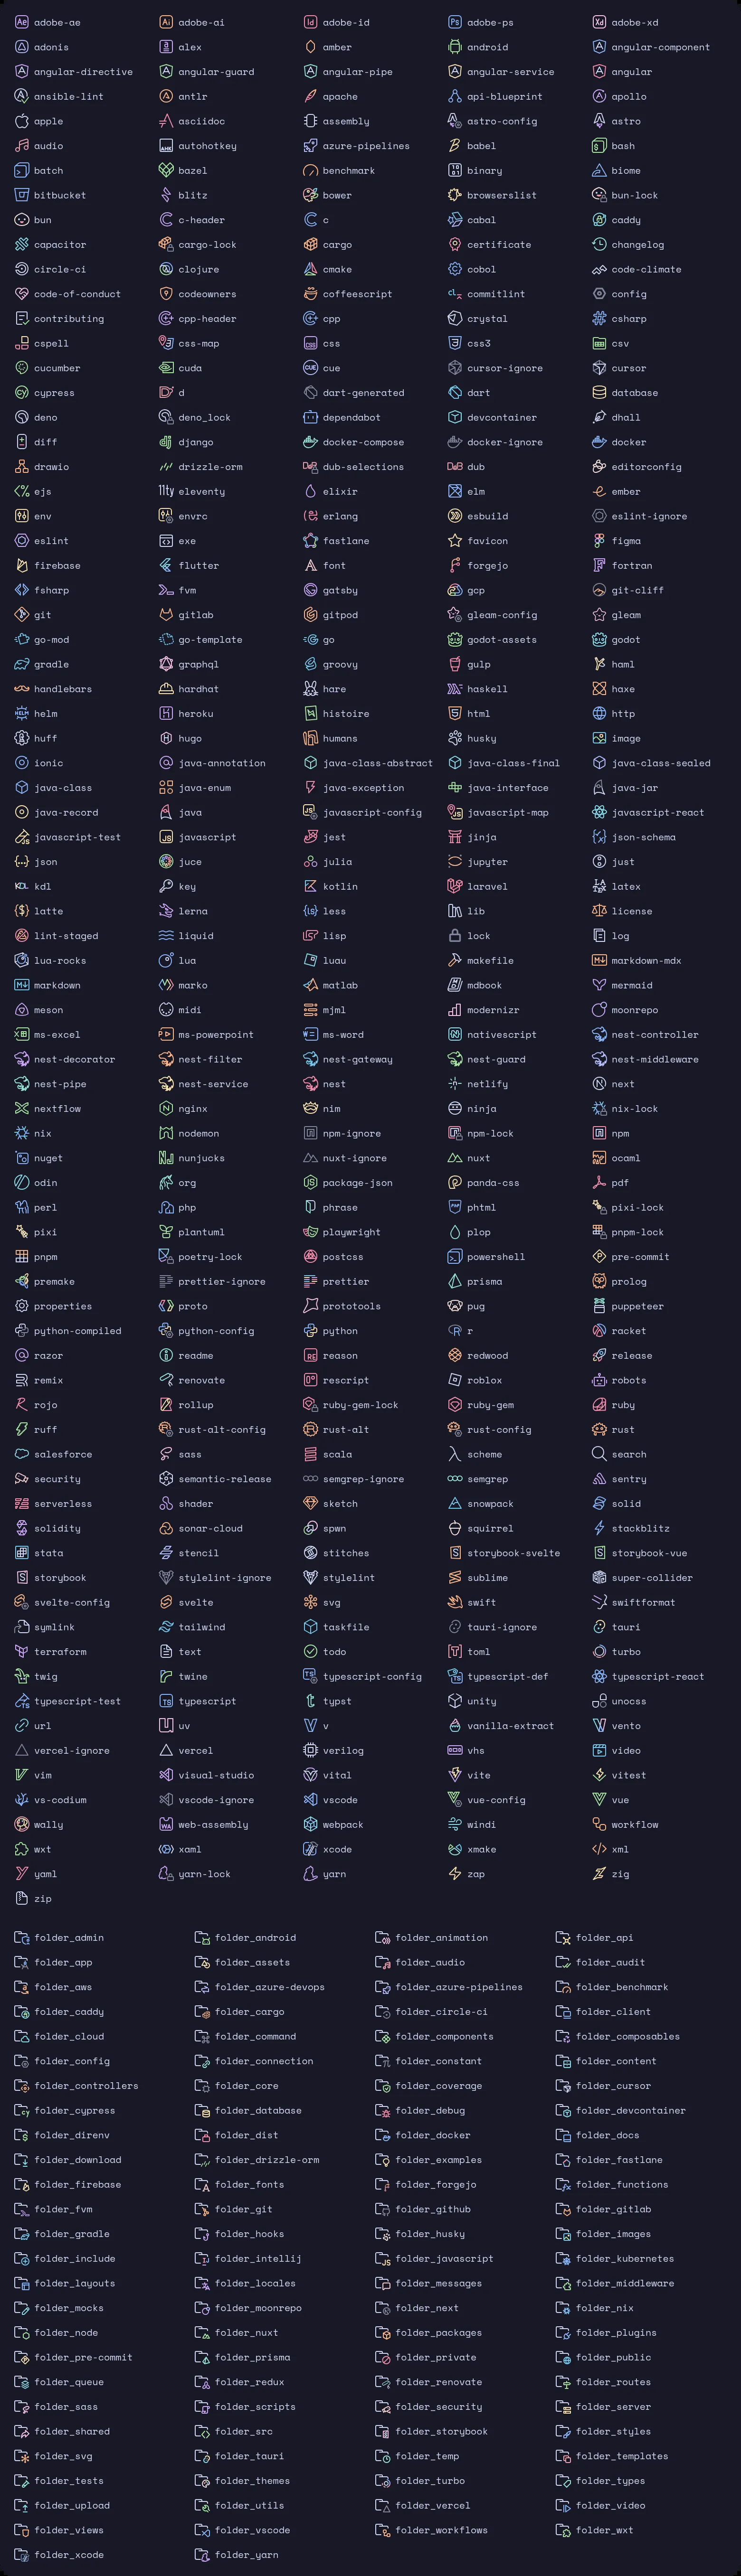 adobe-ae adobe-ai adobe-id adobe-ps adobe-xd
adonis alex amber android angular-component
angular-directive angular-guard angular-pipe angular-service angular
ansible-lint antlr apache api-blueprint apollo
apple asciidoc assembly astro-config astro
audio autohotkey azure-pipelines babel bash
batch bazel benchmark binary biome
bitbucket blitz bower browserslist bun-lock
bun c-header c cabal caddy
capacitor cargo-lock cargo certificate changelog
circle-ci clojure cmake cobol code-climate
code-of-conduct codeowners coffeescript commitlint config
contributing cpp-header cpp crystal csharp
cspell css-map css css3 csv
cucumber cuda cue cursor-ignore cursor
cypress d dart-generated dart database
deno deno_lock dependabot devcontainer dhall
diff django docker-compose docker-ignore docker
drawio drizzle-orm dub-selections dub editorconfig
ejs eleventy elixir elm ember
env envrc erlang esbuild eslint-ignore
eslint exe fastlane favicon figma
firebase flutter font forgejo fortran
fsharp fvm gatsby gcp git-cliff
git gitlab gitpod gleam-config gleam
go-mod go-template go godot-assets godot
gradle graphql groovy gulp haml
handlebars hardhat hare haskell haxe
helm heroku histoire html http
huff hugo humans husky image
ionic java-annotation java-class-abstract java-class-final java-class-sealed
java-class java-enum java-exception java-interface java-jar
java-record java javascript-config javascript-map javascript-react
javascript-test javascript jest jinja json-schema
json juce julia jupyter just
kdl key kotlin laravel latex
latte lerna less lib license
lint-staged liquid lisp lock log
lua-rocks lua luau makefile markdown-mdx
markdown marko matlab mdbook mermaid
meson midi mjml modernizr moonrepo
ms-excel ms-powerpoint ms-word nativescript nest-controller
nest-decorator nest-filter nest-gateway nest-guard nest-middleware
nest-pipe nest-service nest netlify next
nextflow nginx nim ninja nix-lock
nix nodemon npm-ignore npm-lock npm
nuget nunjucks nuxt-ignore nuxt ocaml
odin org package-json panda-css pdf
perl php phrase phtml pixi-lock
pixi plantuml playwright plop pnpm-lock
pnpm poetry-lock postcss powershell pre-commit
premake prettier-ignore prettier prisma prolog
properties proto prototools pug puppeteer
python-compiled python-config python r racket
razor readme reason redwood release
remix renovate rescript roblox robots
rojo rollup ruby-gem-lock ruby-gem ruby
ruff rust-alt-config rust-alt rust-config rust
salesforce sass scala scheme search
security semantic-release semgrep-ignore semgrep sentry
serverless shader sketch snowpack solid
solidity sonar-cloud spwn squirrel stackblitz
stata stencil stitches storybook-svelte storybook-vue
storybook stylelint-ignore stylelint sublime super-collider
svelte-config svelte svg swift swiftformat
symlink tailwind taskfile tauri-ignore tauri
terraform text todo toml turbo
twig twine typescript-config typescript-def typescript-react
typescript-test typescript typst unity unocss
url uv v vanilla-extract vento
vercel-ignore vercel verilog vhs video
vim visual-studio vital vite vitest
vs-codium vscode-ignore vscode vue-config vue
wally web-assembly webpack windi workflow
wxt xaml xcode xmake xml
yaml yarn-lock yarn zap zig
zip
folder_admin folder_android folder_animation folder_api
folder_app folder_assets folder_audio folder_audit
folder_aws folder_azure-devops folder_azure-pipelines folder_benchmark
folder_caddy folder_cargo folder_circle-ci folder_client
folder_cloud folder_command folder_components folder_composables
folder_config folder_connection folder_constant folder_content
folder_controllers folder_core folder_coverage folder_cursor
folder_cypress folder_database folder_debug folder_devcontainer
folder_direnv folder_dist folder_docker folder_docs
folder_download folder_drizzle-orm folder_examples folder_fastlane
folder_firebase folder_fonts folder_forgejo folder_functions
folder_fvm folder_git folder_github folder_gitlab
folder_gradle folder_hooks folder_husky folder_images
folder_include folder_intellij folder_javascript folder_kubernetes
folder_layouts folder_locales folder_messages folder_middleware
folder_mocks folder_moonrepo folder_next folder_nix
folder_node folder_nuxt folder_packages folder_plugins
folder_pre-commit folder_prisma folder_private folder_public
folder_queue folder_redux folder_renovate folder_routes
folder_sass folder_scripts folder_security folder_server
folder_shared folder_src folder_storybook folder_styles
folder_svg folder_tauri folder_temp folder_templates
folder_tests folder_themes folder_turbo folder_types
folder_upload folder_utils folder_vercel folder_video
folder_views folder_vscode folder_workflows folder_wxt
folder_xcode folder_yarn